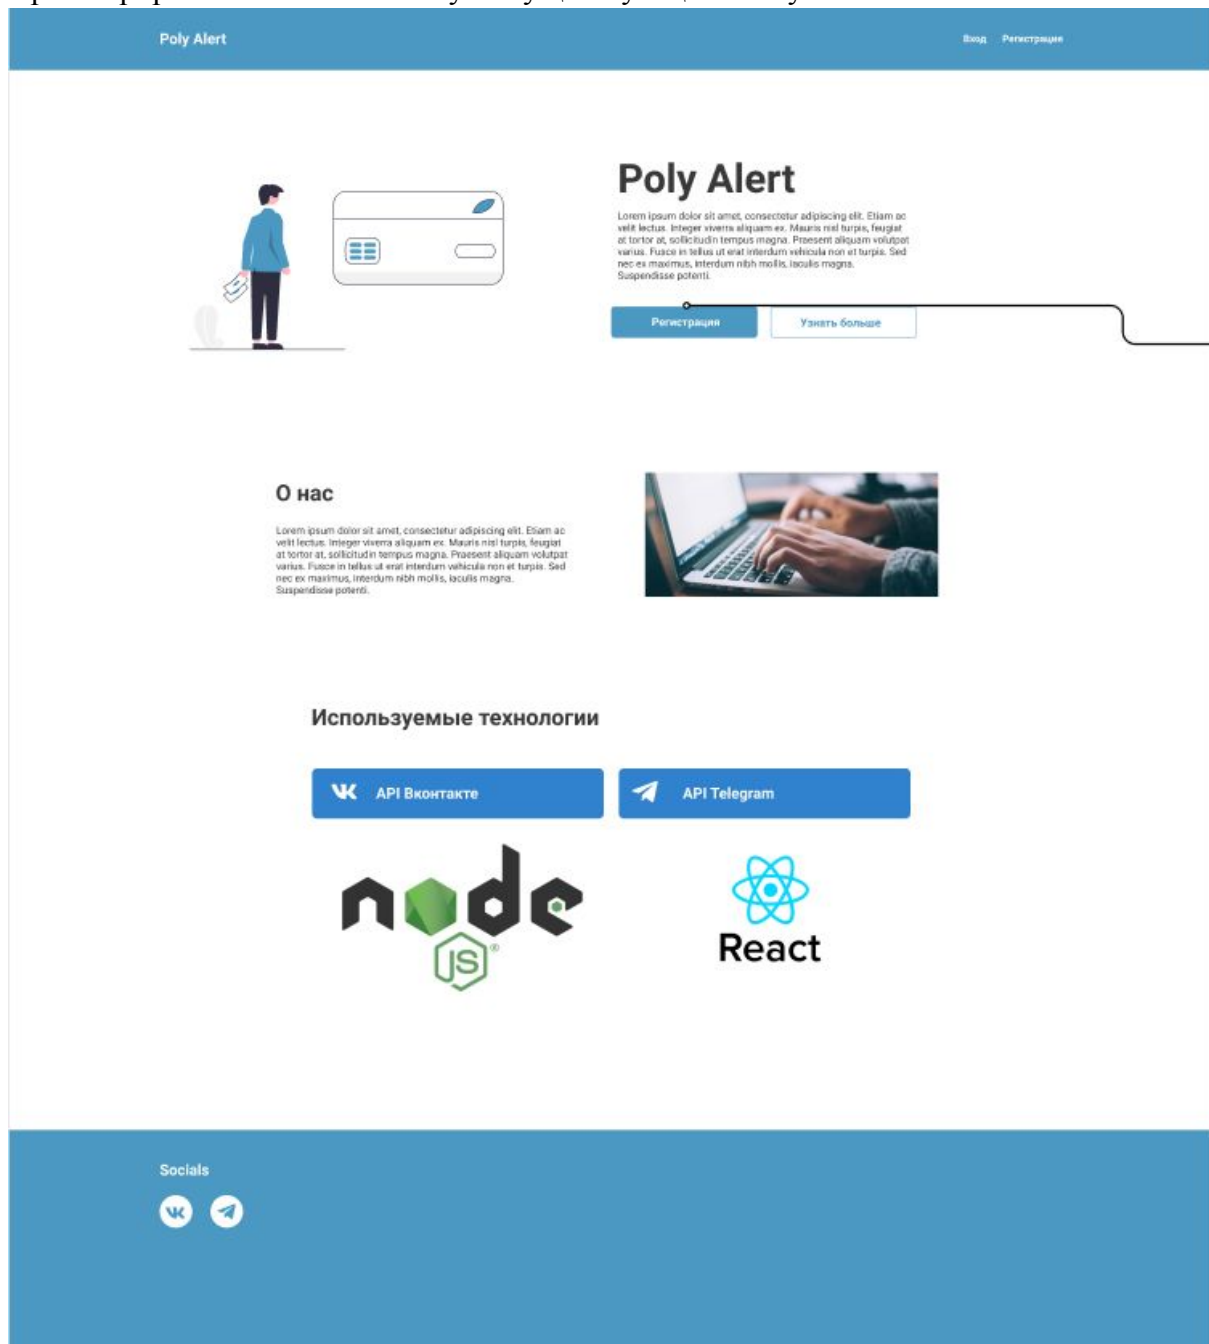 Poly Alert
Вход Регистрация
Poly Alert
Lorem ipsum dolor sit amet, consectetur adipiscing elit. Etiam ac
velit lectus. Integer viverra aliquam ex. Mauris nisl turpis, feugiat
at tortor at, sollicitudin tempus magna. Praesent aliquam volutpat
varius. Fusce in tellus ut erat interdum vehicula non et turpis. Sed
nec ex maximus, interdum nibh mollis, iaculis magna.
Suspendisse potenti.
Регистрация
Узнать больше
О нас
Lorem ipsum dolor sit amet, consectetur adipiscing elit. Etiam ac
velit lectus. Integer viverra aliquam ex. Mauris nisl turpis, feugiat
at tortor at, sollicitudin tempus magna. Praesent aliquam volutpat
varius. Fusce in tellus ut erat interdum vehicula non et turpis. Sed
nec ex maximus, interdum nibh mollis, iaculis magna.
Suspendisse potenti.
Используемые технологии
API Вконтакте
API Telegram
node
JS®
React
Socials